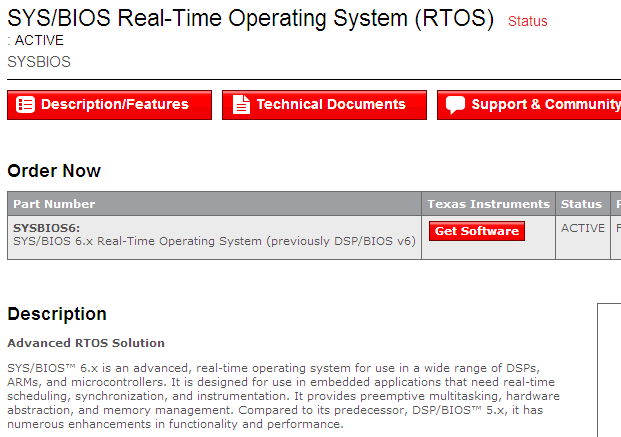 SYS/BIOS Real-Time Operating System (RTOS) Status
: ACTIVE
SYSBIOS
Description/Features Technical Documents Support & Community
Order Now
Part Number Texas Instruments Status
SYSBIOS6:
SYS/BIOS 6.x Real-Time Operating System (previously DSP/BIOS v6) Get Software ACTIVE
Description
Advanced RTOS Solution
SYS/BIOS™ 6.x is an advanced, real-time operating system for use in a wide range of DSPs,
ARMs, and microcontrollers. It is designed for use in embedded applications that need real-time
scheduling, synchronization, and instrumentation. It provides preemptive multitasking, hardware
abstraction, and memory management. Compared to its predecessor, DSP/BIOS™ 5.x, it has
numerous enhancements in functionality and performance.